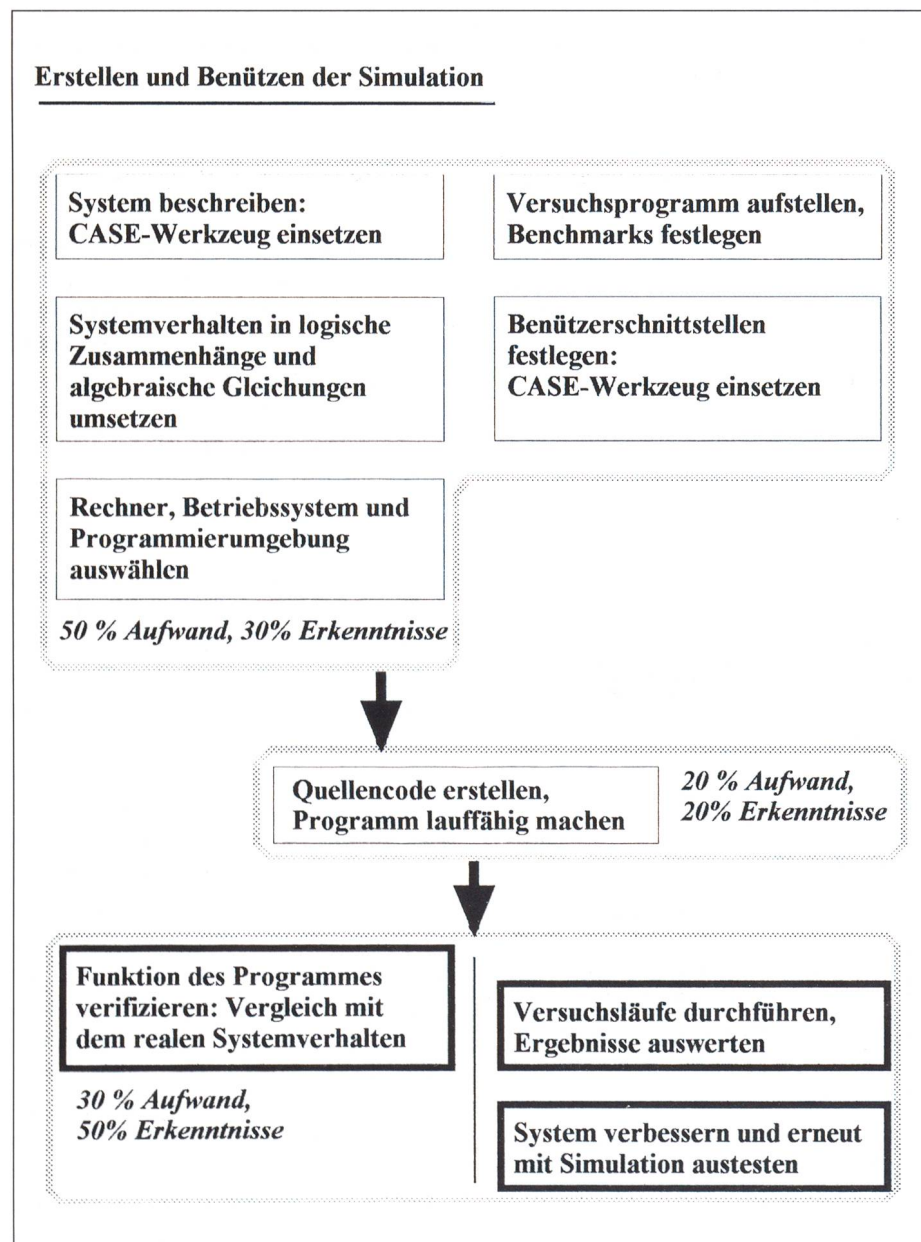 Erstellen und Benützen der Simulation
System beschreiben:
CASE-Werkzeug einsetzen
Versuchsprogramm aufstellen,
Benchmarks festlegen
Systemverhalten in logische
Zusammenhänge und
algebraische Gleichungen
umsetzen
Benützerschnittstellen
festlegen:
CASE-Werkzeug einsetzen
Rechner, Betriebssystem und
Programmierumgebung
auswählen
50 % Aufwand, 30% Erkenntnisse
Quellencode erstellen,
Programm lauffähig machen
20 % Aufwand,
20% Erkenntnisse
Funktion des Programmes
verifizieren: Vergleich mit
dem realen Systemverhalten
30 % Aufwand,
50% Erkenntnisse
Versuchsläufe durchführen,
Ergebnisse auswerten
System verbessern und erneut
mit Simulation austesten